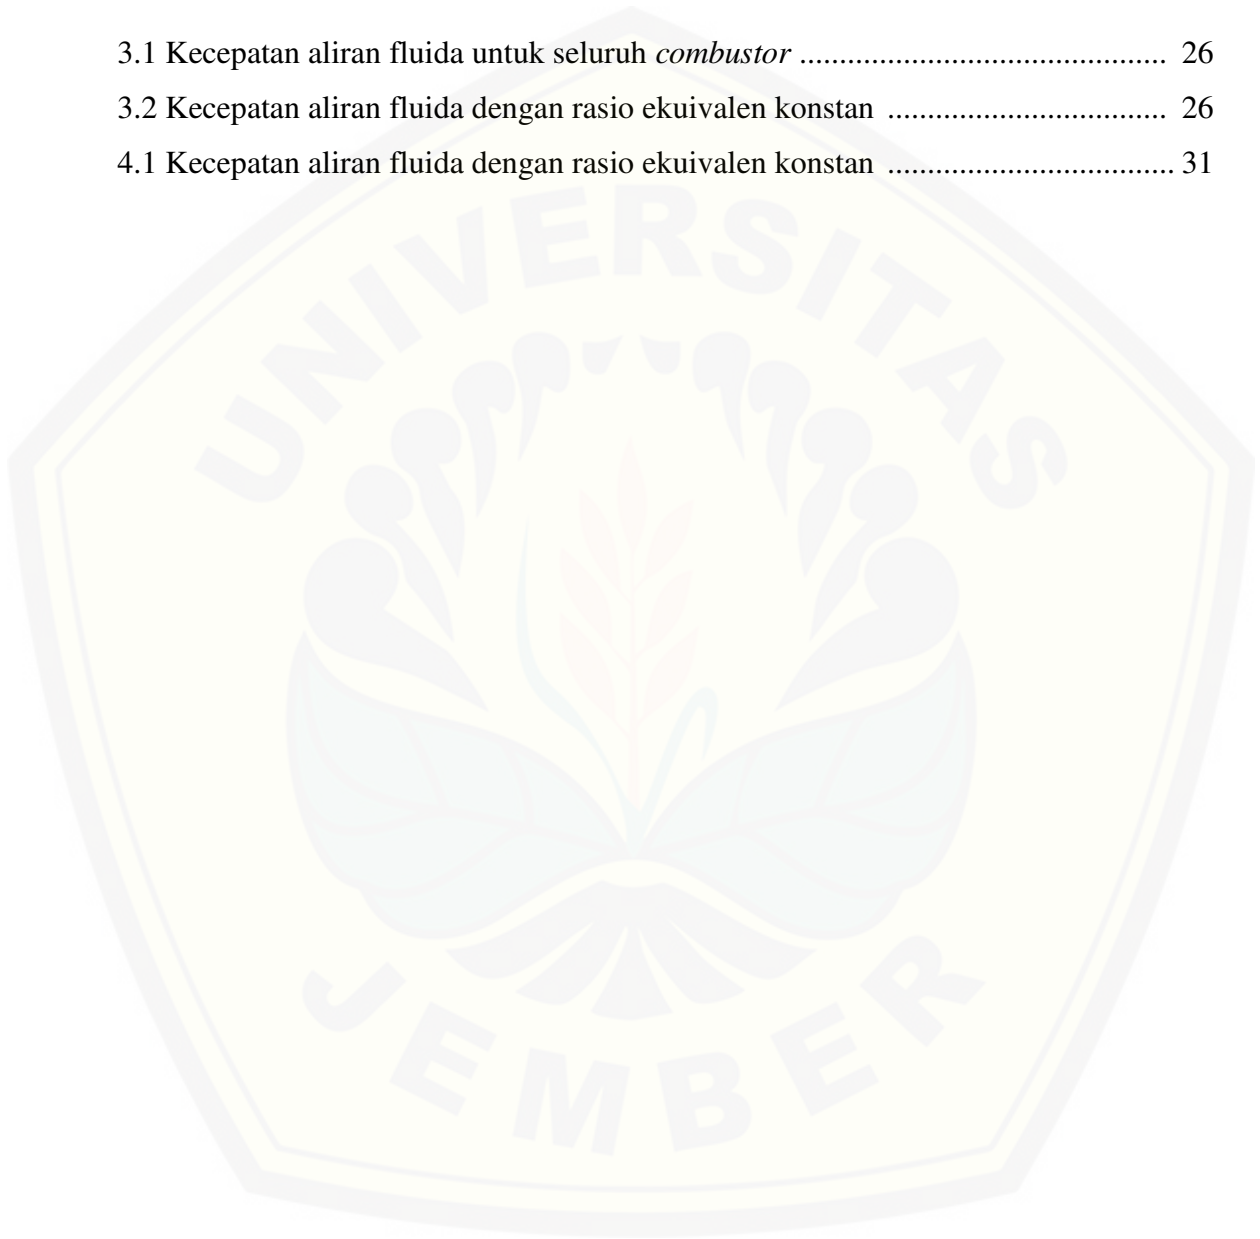 3.1 Kecepatan aliran fluida untuk seluruh combustor .............................................. 26
3.2 Kecepatan aliran fluida dengan rasio ekuivalen konstan ................................... 26
4.1 Kecepatan aliran fluida dengan rasio ekuivalen konstan .................................... 31
UNIVERSITAS
JEMBER